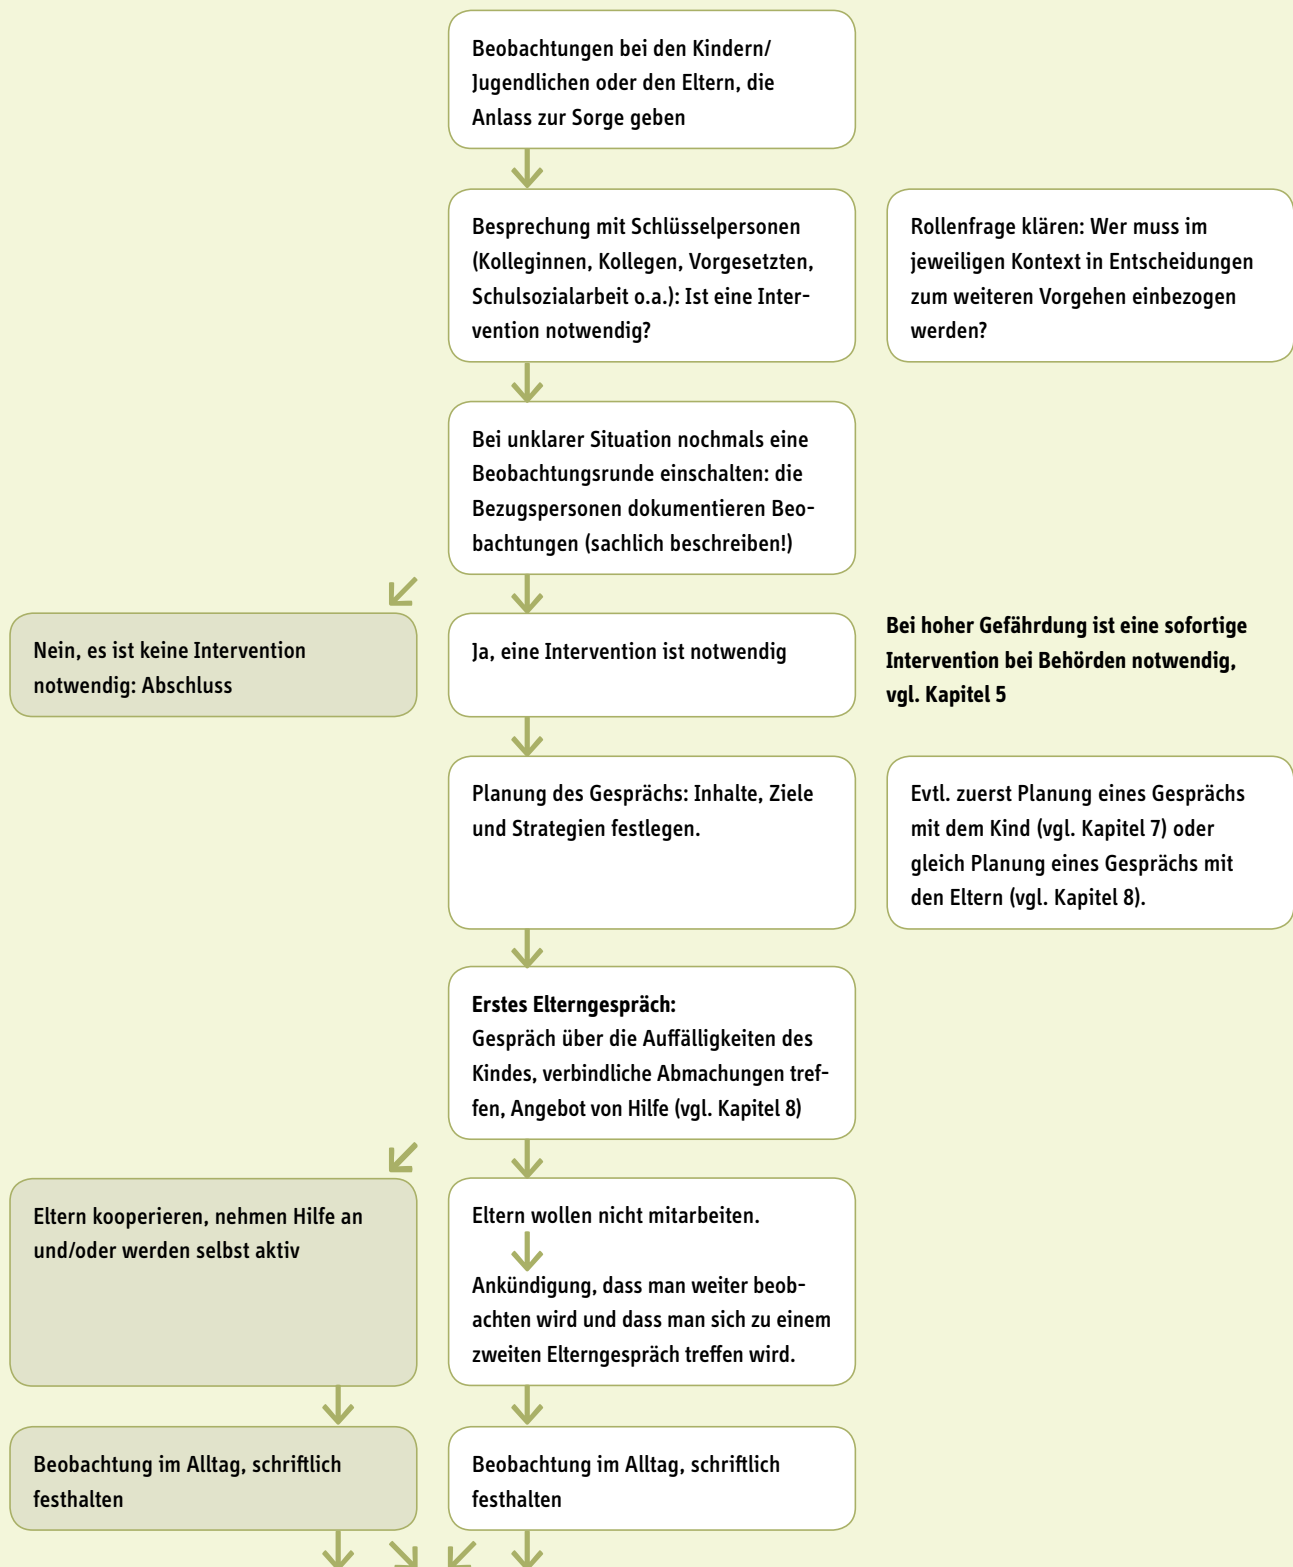 Beobachtungen bei den Kindern/
Jugendlichen oder den Eltern, die
Anlass zur Sorge geben
Besprechung mit Schlüsselpersonen
(Kolleginnen, Kollegen, Vorgesetzten,
Schulsozialarbeit o.a.): Ist eine Inter-
vention notwendig?
Rollenfrage klären: Wer muss im
jeweiligen Kontext in Entscheidungen
zum weiteren Vorgehen einbezogen
werden?
Bei unklarer Situation nochmals eine
Beobachtungsrunde einschalten: die
Bezugspersonen dokumentieren Beo-
bachtungen (sachlich beschreiben!)
Nein, es ist keine Intervention
notwendig: Abschluss
Ja, eine Intervention ist notwendig
Bei hoher Gefährdung ist eine sofortige
Intervention bei Behörden notwendig,
vgl. Kapitel 5
Planung des Gesprächs: Inhalte, Ziele
und Strategien festlegen.
Evtl. zuerst Planung eines Gesprächs
mit dem Kind (vgl. Kapitel 7) oder
gleich Planung eines Gesprächs mit
den Eltern (vgl. Kapitel 8).
Erstes Elterngespräch:
Gespräch über die Auffälligkeiten des
Kindes, verbindliche Abmachungen tref-
fen, Angebot von Hilfe (vgl. Kapitel 8)
Eltern kooperieren, nehmen Hilfe an
und/oder werden selbst aktiv
Eltern wollen nicht mitarbeiten.
Ankündigung, dass man weiter beob-
achten wird und dass man sich zu einem
zweiten Elterngespräch treffen wird.
Beobachtung im Alltag, schriftlich
festhalten
Beobachtung im Alltag, schriftlich
festhalten